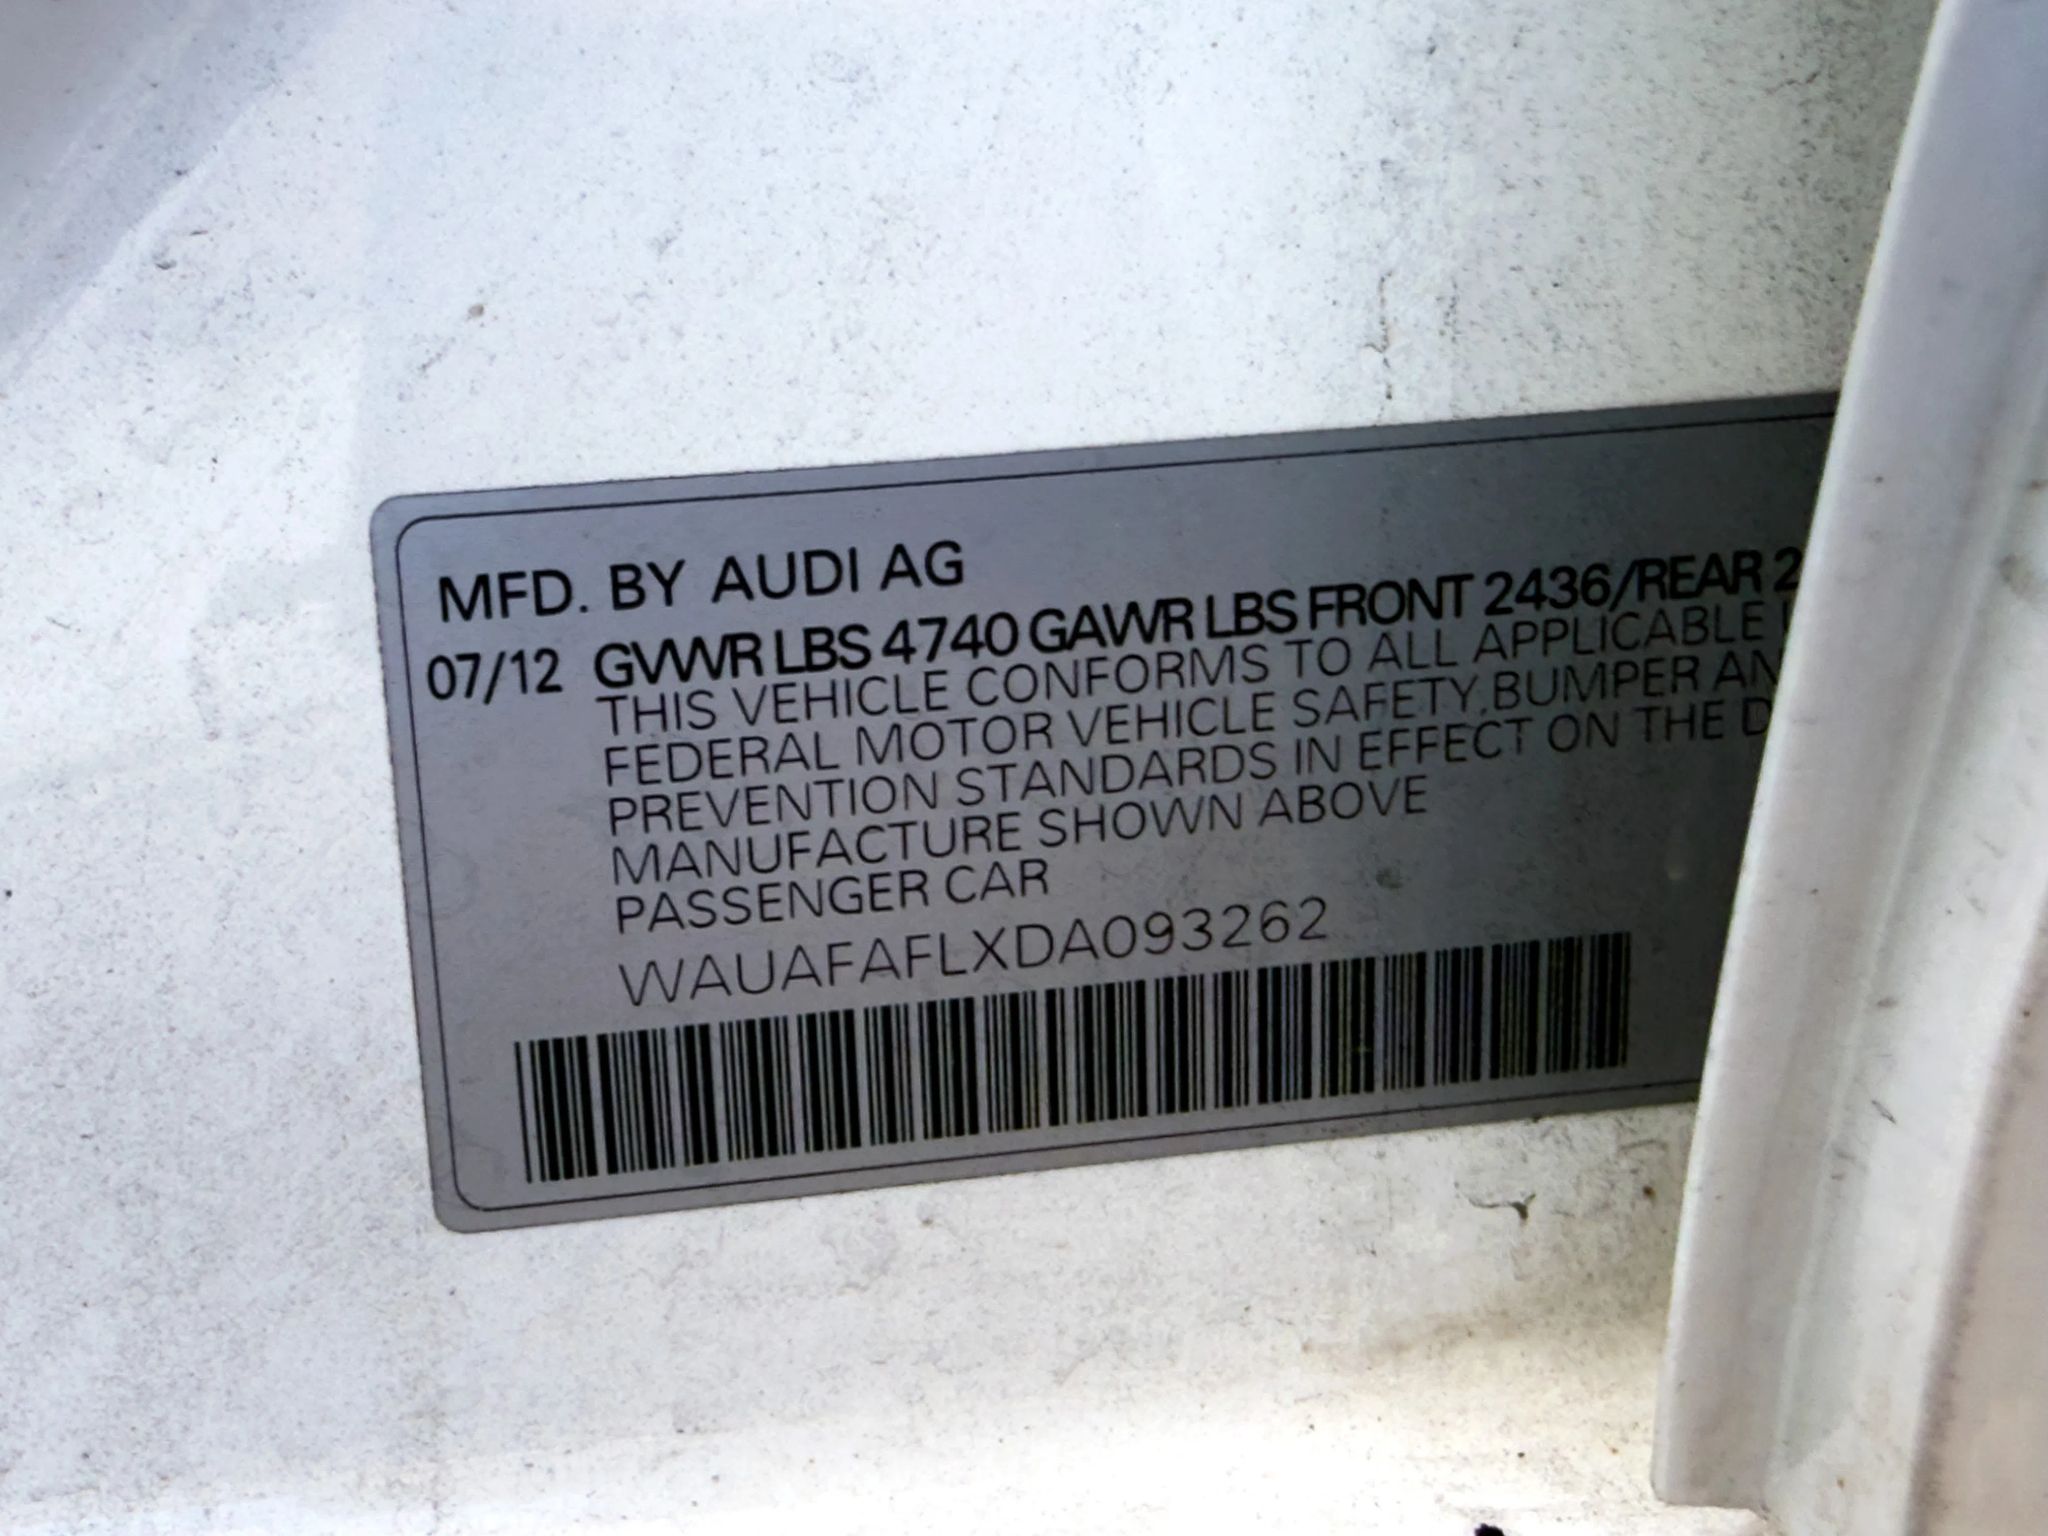 MFD. BY AUDI AG
07/12 GVWR LBS 4740 GAWR LBS FRONT 2436/REAR
THIS VEHICLE CONFORMS TO ALL APPLICABLE
FEDERAL MOTOR VEHICLE SAFETY,BUMPER
PREVENTION STANDARDS IN EFFECT ON THE
MANUFACTURE SHOWN ABOVE
PASSENGER CAR
WAUAFAFLXDA093262